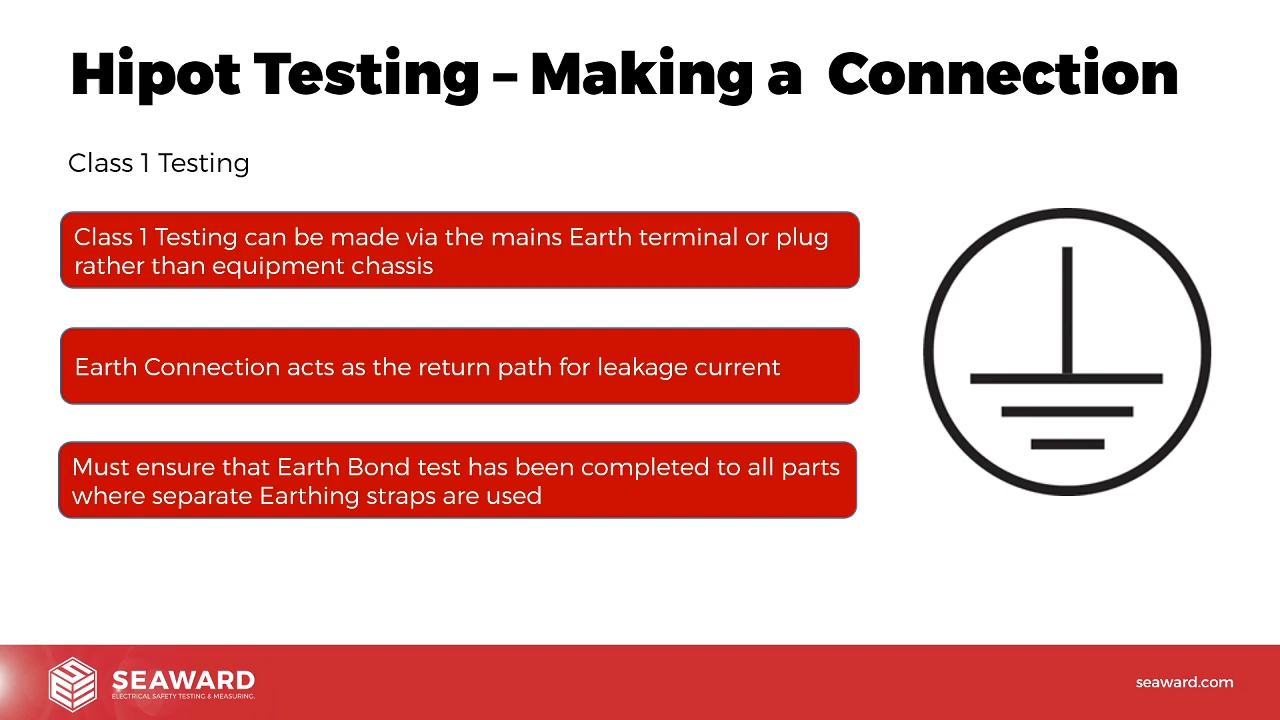 Hipot Testing – Making a Connection
Class 1 Testing
Class 1 Testing can be made via the mains Earth terminal or plug
rather than equipment chassis
Earth Connection acts as the return path for leakage current
Must ensure that Earth Bond test has been completed to all parts
where separate Earthing straps are used
SEAWARD
ELECTRICAL SAFETY TESTING & MEASURING.
seaward.com